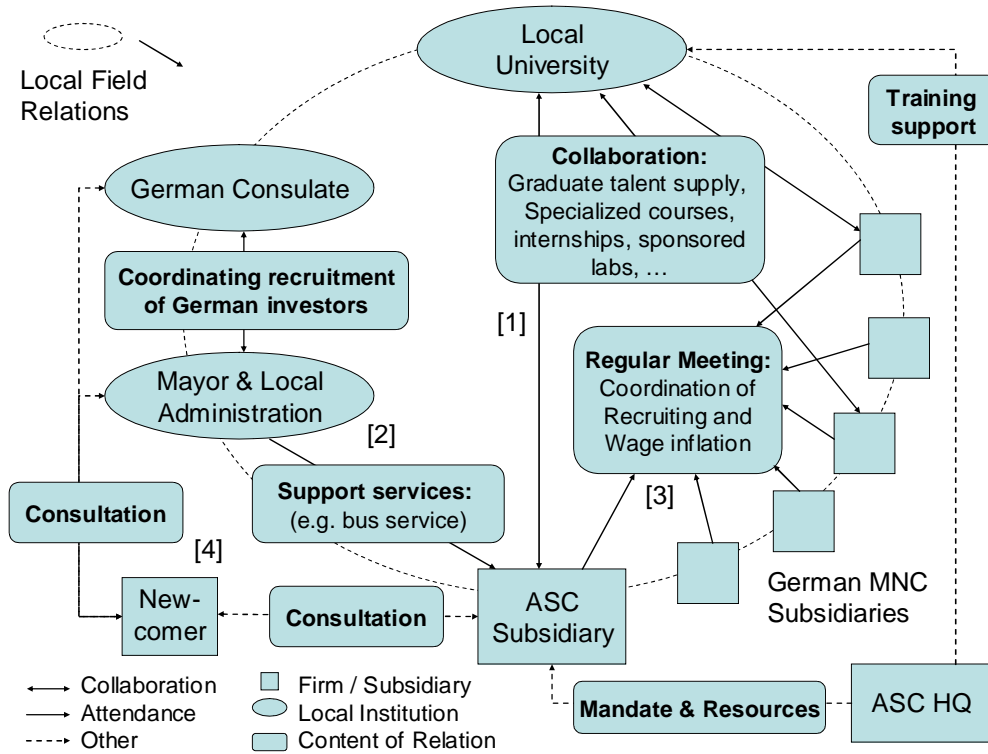 Local Field
Relations
Local
University
Training
support
German Consulate
Collaboration:
Graduate talent supply,
Specialized courses,
internships, sponsored
labs, …
Coordinating recruitment
of German investors
[1]
Mayor & Local
Administration
[2]
Regular Meeting:
Coordination of
Recruiting and
Wage inflation
[3]
Support services:
(e.g. bus service)
Consultation
[4]
New-
comer
Consultation
ASC
Subsidiary
German MNC
Subsidiaries
Mandate & Resources
ASC HQ
Collaboration
Attendance
Other
Firm / Subsidiary
Local Institution
Content of Relation